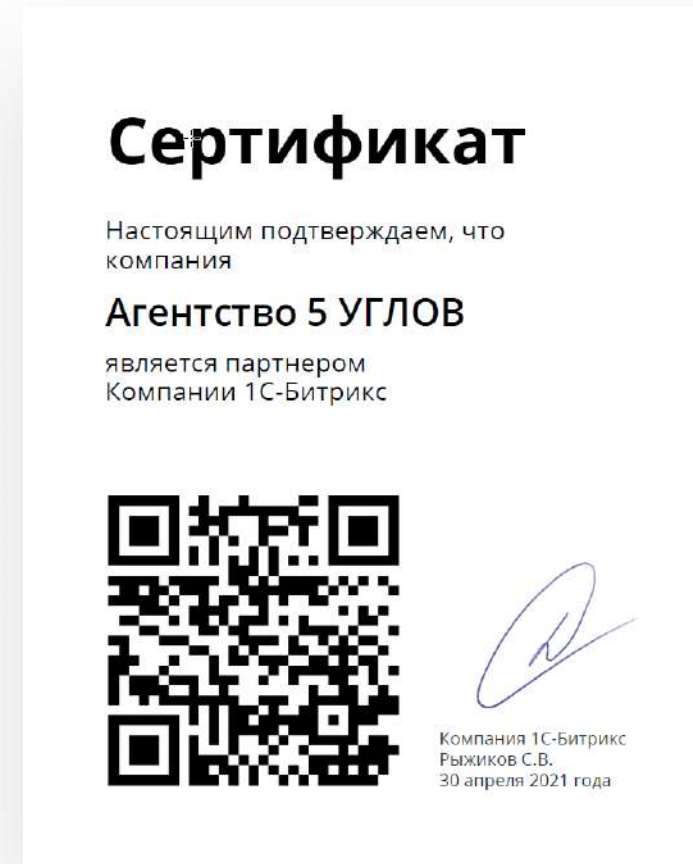 Сертификат
Настоящим подтверждаем, что
компания
Агентство 5 УГЛОВ
является партнером
Компании 1С-Битрикс
Компания 1С-Битрикс
Рыжиков С.В.
30 апреля 2021 года